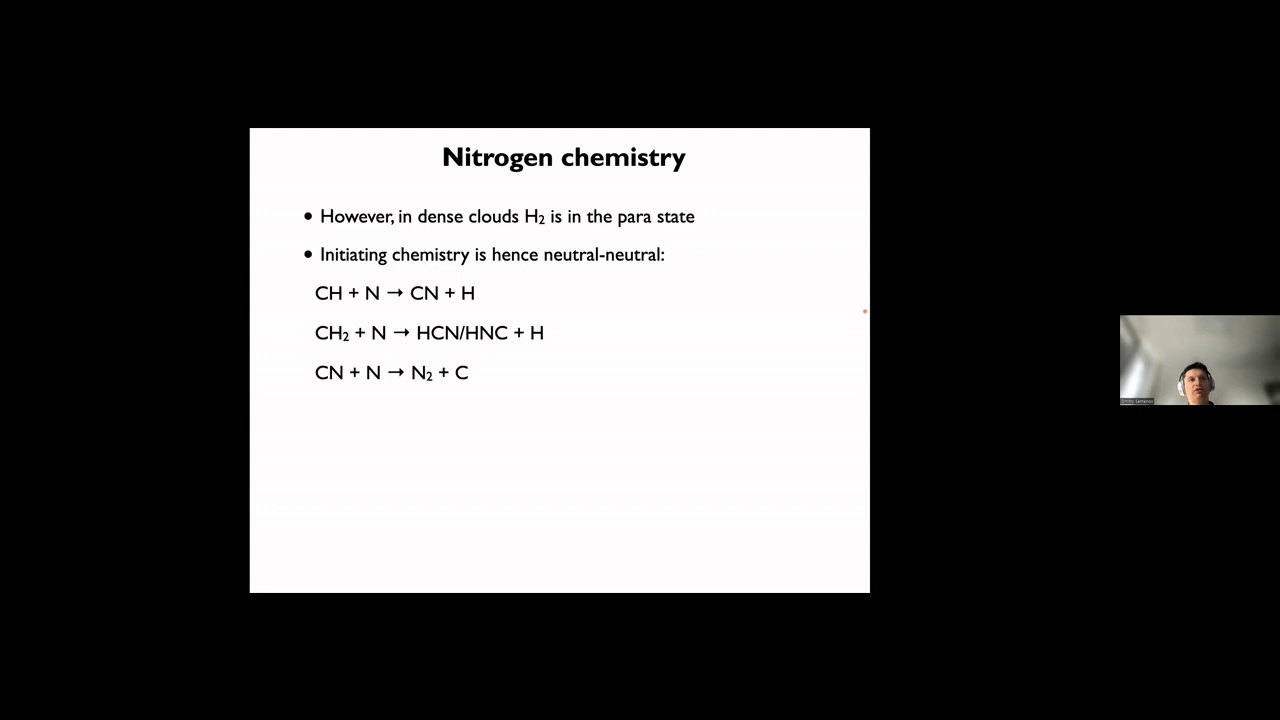 Nitrogen chemistry
• However, in dense clouds H₂ is in the para state
• Initiating chemistry is hence neutral-neutral:
CH + N → CN + H
CH₂ + N → HCN/HNC + H
CN + N → N₂ + C